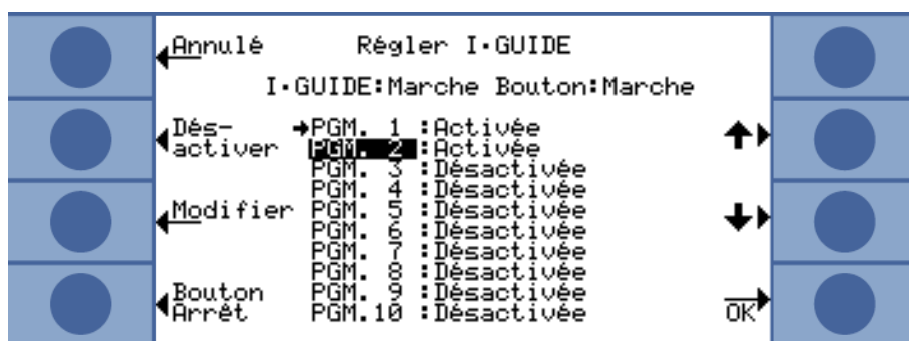 Annulé
Régler I·GUIDE
I·GUIDE:Marche Bouton:Marche
Dés-
activer
Modifier
Bouton
Arrêt
PGM. 1 :Activée
PGM. 2 :Activée
PGM. 3 :Désactivée
PGM. 4 :Désactivée
PGM. 5 :Désactivée
PGM. 6 :Désactivée
PGM. 7 :Désactivée
PGM. 8 :Désactivée
PGM. 9 :Désactivée
PGM.10 :Désactivée
OK